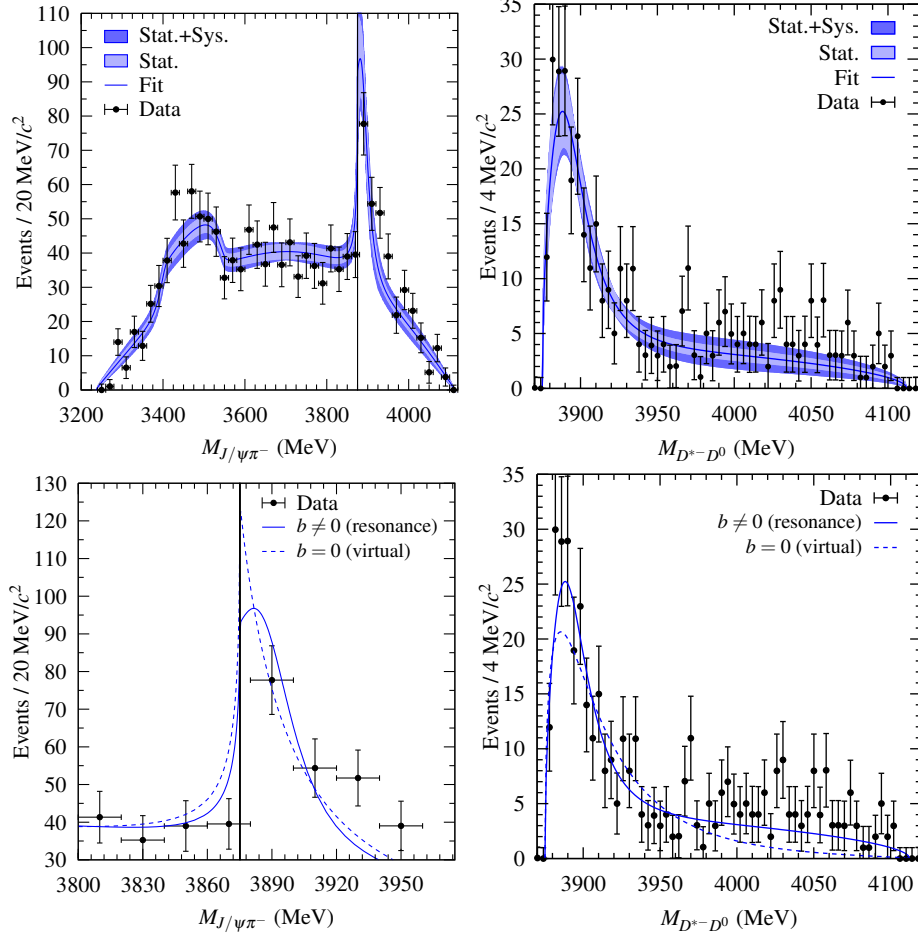 Stat.+Sys.
Stat.
Fit
Data
Events / 20 MeV/c²
0
10
20
30
40
50
60
70
80
90
100
110
3200
3400
3600
3800
4000
M_{J/ψπ⁻} (MeV)
Stat.+Sys.
Stat.
Fit
Data
Events / 4 MeV/c²
0
5
10
15
20
25
30
35
3900
3950
4000
4050
4100
M_{D*⁻D⁰} (MeV)
Data
b ≠ 0 (resonance)
b = 0 (virtual)
Events / 20 MeV/c²
30
40
50
60
70
80
90
100
110
120
130
3800
3830
3860
3890
3920
3950
M_{J/ψπ⁻} (MeV)
Data
b ≠ 0 (resonance)
b = 0 (virtual)
Events / 4 MeV/c²
0
5
10
15
20
25
30
35
3900
3950
4000
4050
4100
M_{D*⁻D⁰} (MeV)